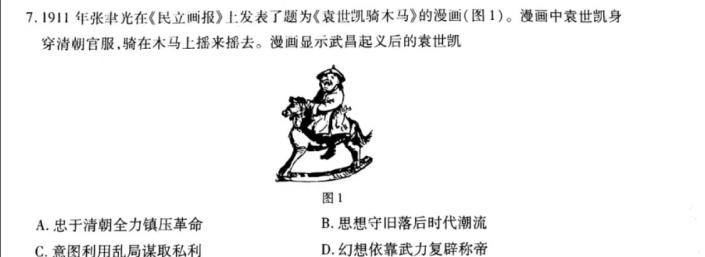 7. 1911 年张聿光在《民立画报》上发表了题为《袁世凯骑木马》的漫画(图1)。漫画中袁世凯身
穿清朝官服,骑在木马上摇来摇去。漫画显示武昌起义后的袁世凯
图1
A. 忠于清朝全力镇压革命
B. 思想守旧落后时代潮流
C. 意图利用乱局谋取私利
D. 幻想依靠武力复辟称帝